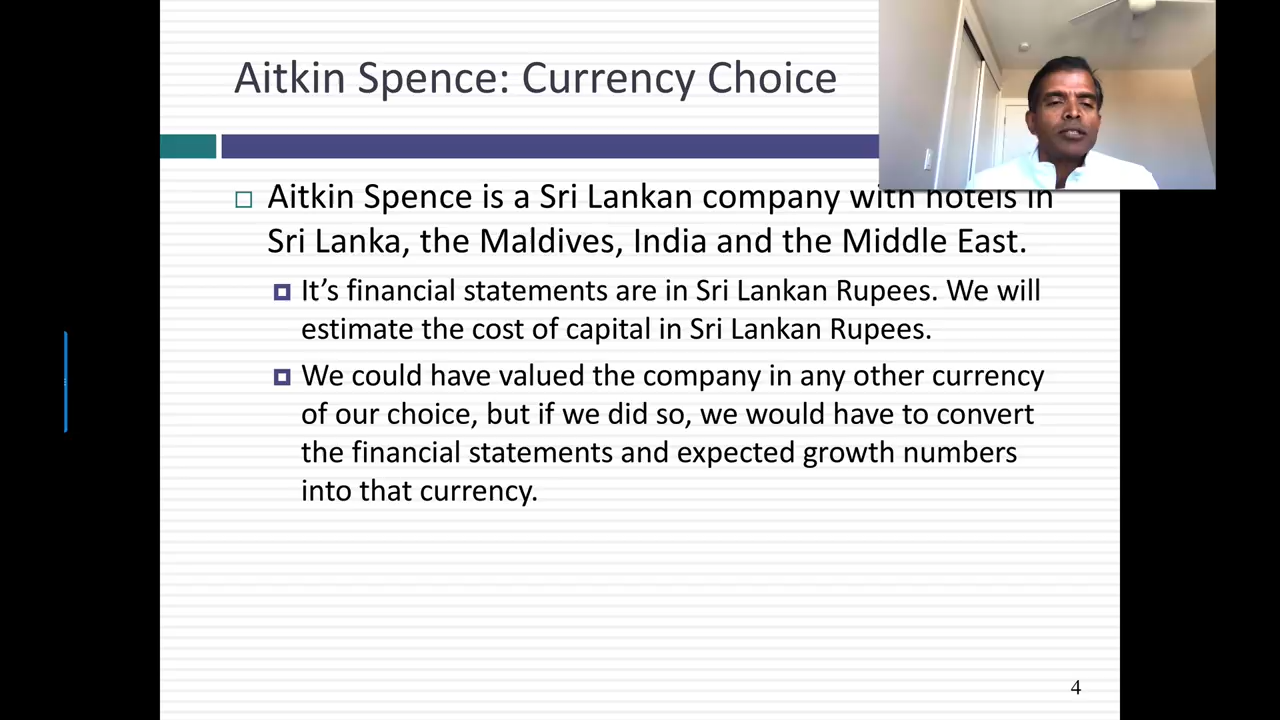 Aitkin Spence: Currency Choice
Aitkin Spence is a Sri Lankan company with hotels in
Sri Lanka, the Maldives, India and the Middle East.
It’s financial statements are in Sri Lankan Rupees. We will
estimate the cost of capital in Sri Lankan Rupees.
We could have valued the company in any other currency
of our choice, but if we did so, we would have to convert
the financial statements and expected growth numbers
into that currency.
4